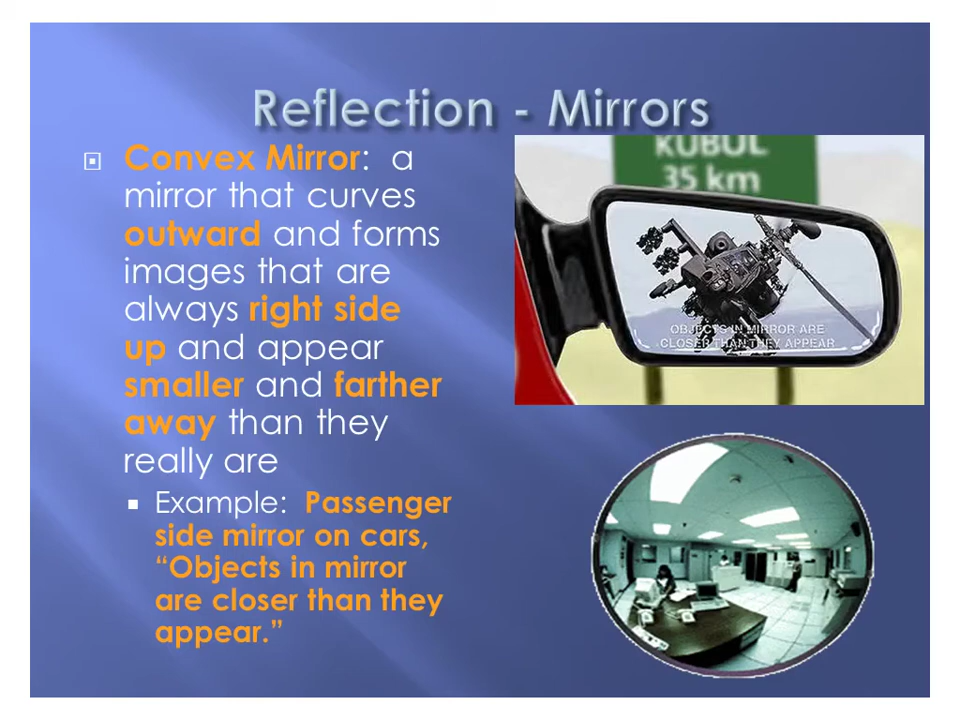 Reflection - Mirrors
Convex Mirror: a
mirror that curves
outward and forms
images that are
always right side
up and appear
smaller and farther
away than they
really are
Example: Passenger
side mirror on cars,
“Objects in mirror
are closer than they
appear.”
KUBUL
35 km
OBJECTS IN MIRROR ARE
CLOSER THAN THEY APPEAR